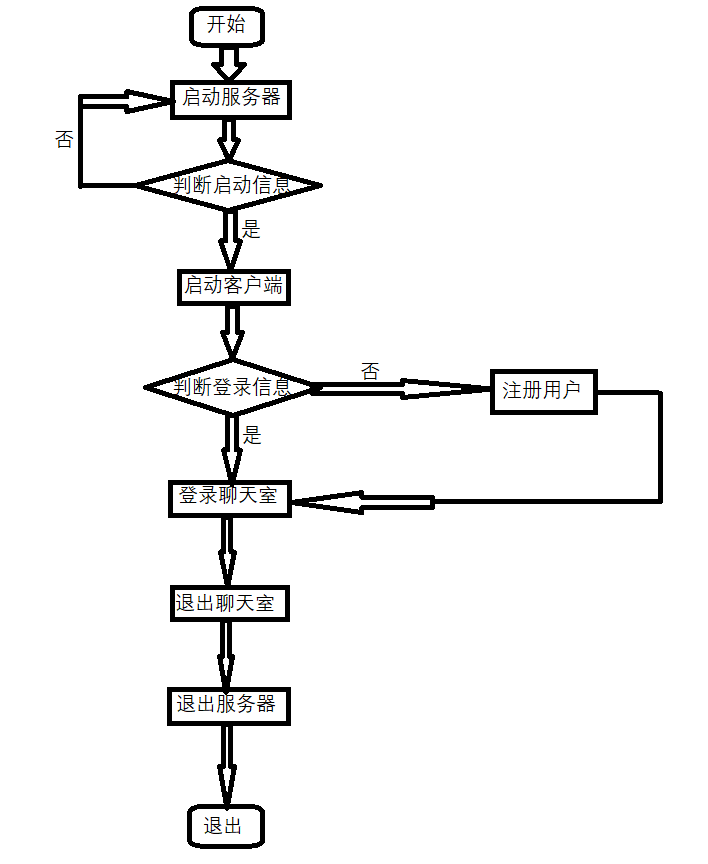 开始
启动服务器
否
判断启动信息
是
启动客户端
否
判断登录信息
注册用户
是
登录聊天室
退出聊天室
退出服务器
退出